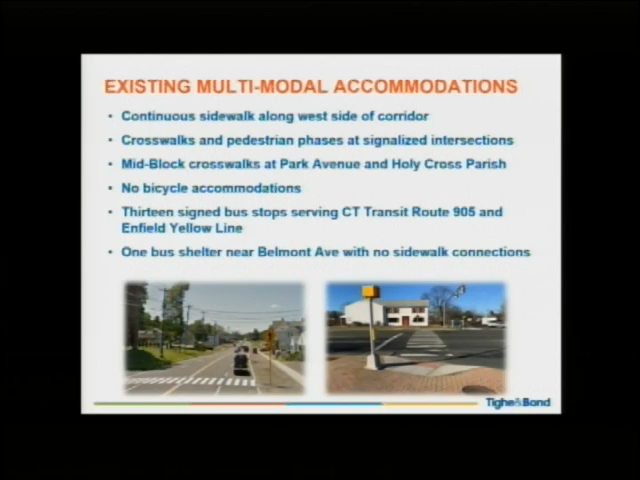 EXISTING MULTI-MODAL ACCOMMODATIONS
• Continuous sidewalk along west side of corridor
• Crosswalks and pedestrian phases at signalized intersections
• Mid-Block crosswalks at Park Avenue and Holy Cross Parish
• No bicycle accommodations
• Thirteen signed bus stops serving CT Transit Route 905 and
Enfield Yellow Line
• One bus shelter near Belmont Ave with no sidewalk connections
Tighe&Bond